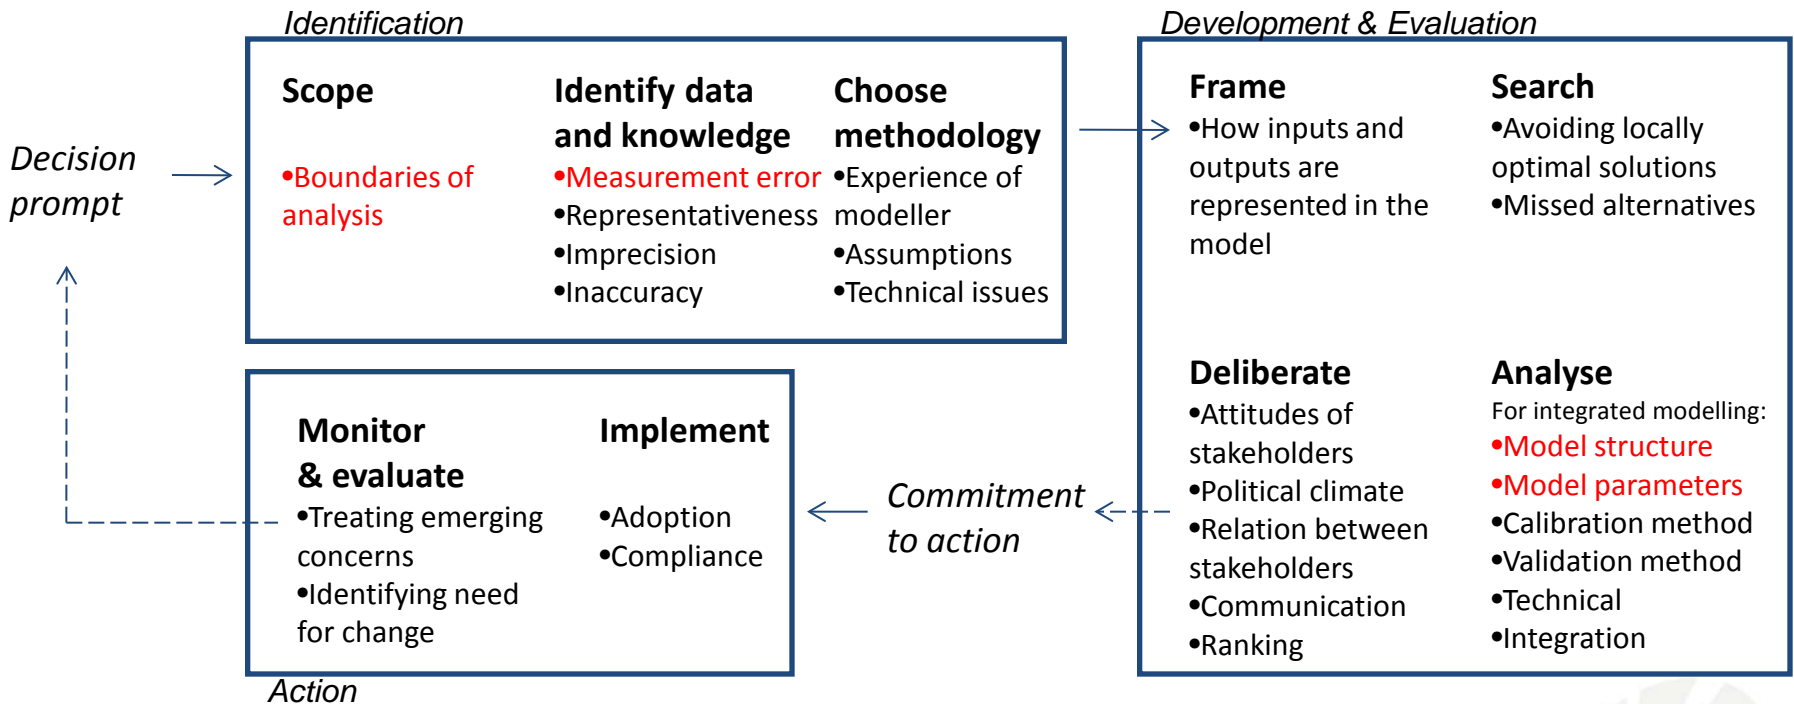 Identification
Scope
•Boundaries of
analysis
Identify data
and knowledge
•Measurement error
•Representativeness
•Imprecision
•Inaccuracy
Choose
methodology
•Experience of
modeller
•Assumptions
•Technical issues
Decision
prompt
Development & Evaluation
Frame
•How inputs and
outputs are
represented in the
model
Search
•Avoiding locally
optimal solutions
•Missed alternatives
Deliberate
•Attitudes of
stakeholders
•Political climate
•Relation between
stakeholders
•Communication
•Ranking
Analyse
For integrated modelling:
•Model structure
•Model parameters
•Calibration method
•Validation method
•Technical
•Integration
Commitment
to action
Monitor
& evaluate
•Treating emerging
concerns
•Identifying need
for change
Implement
•Adoption
•Compliance
Action